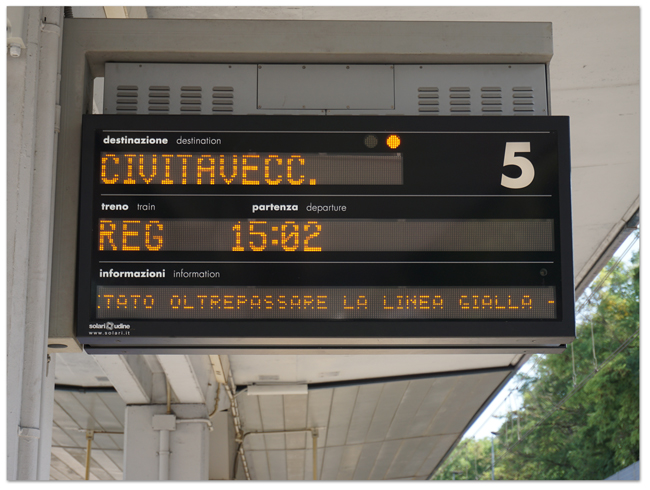 destinazione destination
CIVITAVECC.
5
treno train partenza departure
REG 15:02
informazioni information
TATO OLTREPASSARE LA LINEA GIALLA -
solari udine
www.solari.it